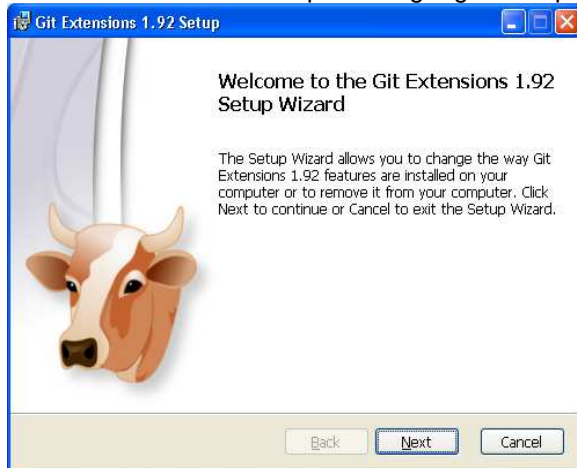 Git Extensions 1.92 Setup
Welcome to the Git Extensions 1.92
Setup Wizard
The Setup Wizard allows you to change the way Git
Extensions 1.92 features are installed on your
computer or to remove it from your computer. Click
Next to continue or Cancel to exit the Setup Wizard.
Back Next Cancel